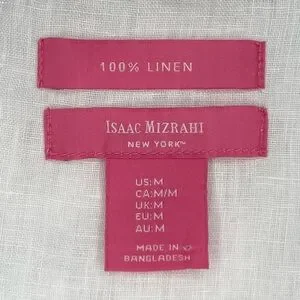 100% LINEN
ISAAC MIZRAHI
NEW YORK™
US:M
CA:M/M
UK:M
EU:M
AU:M
MADE IN
BANGLADESH